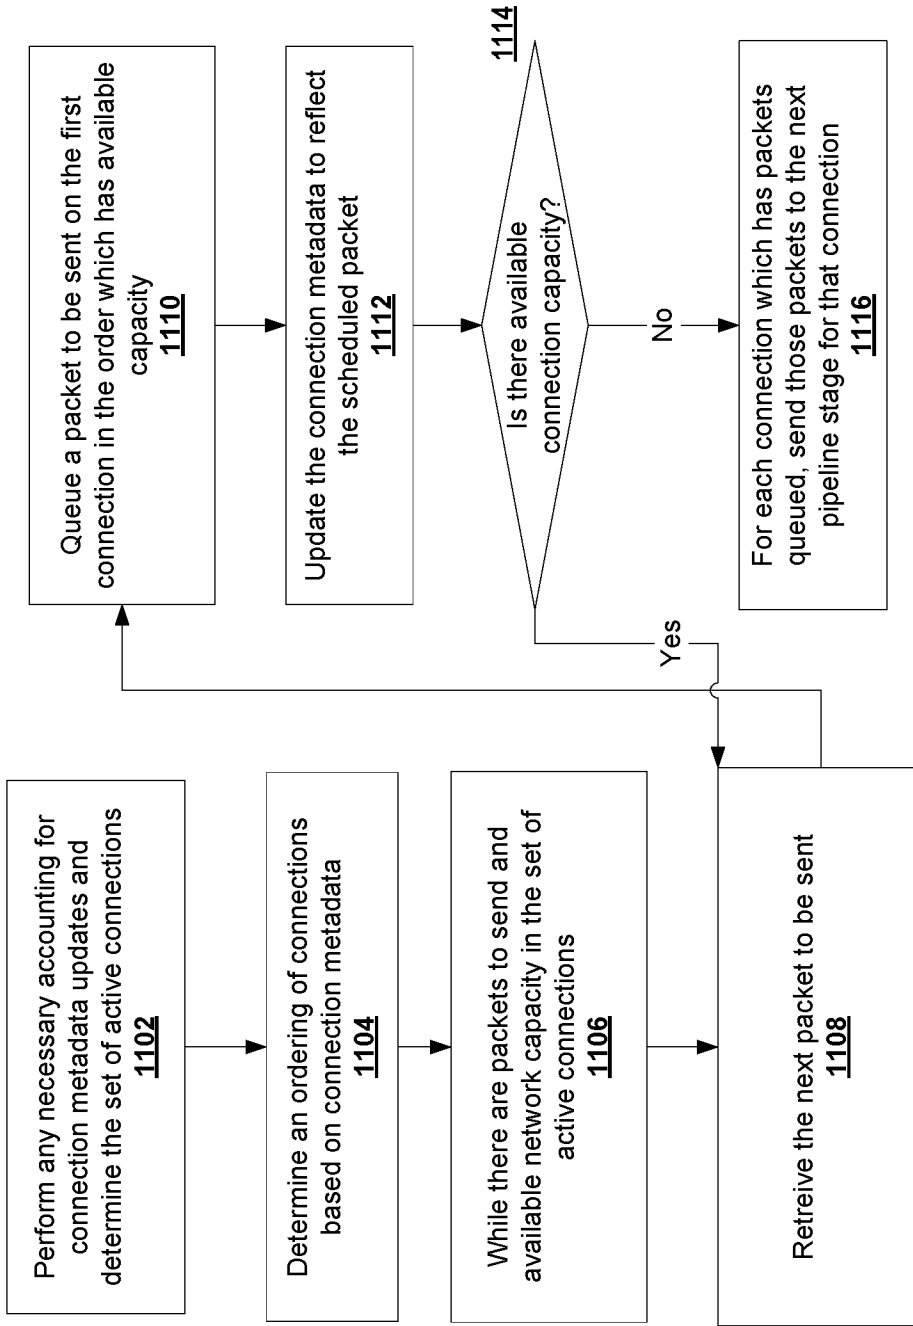 Perform any necessary accounting for
connection metadata updates and
determine the set of active connections
1102
Determine an ordering of connections
based on connection metadata
1104
While there are packets to send and
available network capacity in the set of
active connections
1106
Retreive the next packet to be sent
1108
Queue a packet to be sent on the first
connection in the order which has available
capacity
1110
Update the connection metadata to reflect
the scheduled packet
1112
1114
Is there available
connection capacity?
Yes
No
For each connection which has packets
queued, send those packets to the next
pipeline stage for that connection
1116